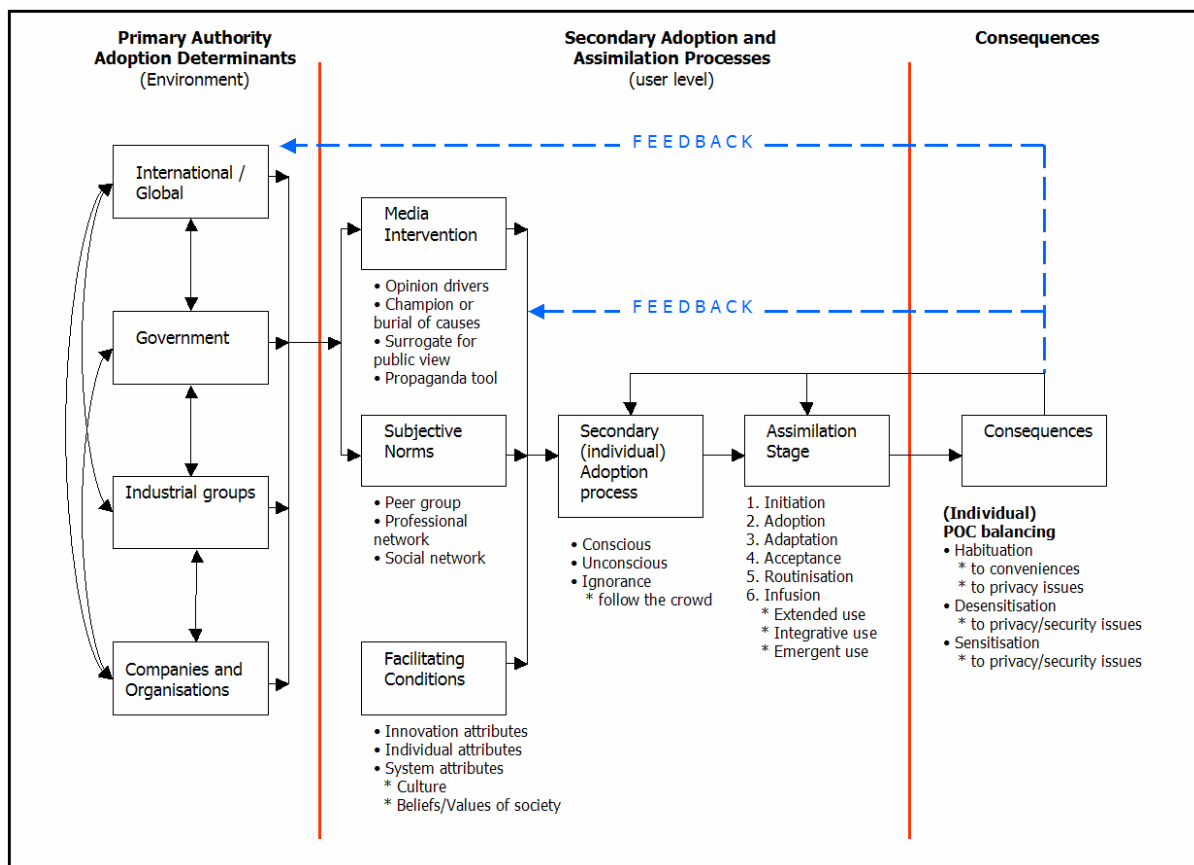 Primary Authority
Adoption Determinants
(Environment)
Secondary Adoption and
Assimilation Processes
(user level)
Consequences
FEEDBACK
International /
Global
Government
Industrial groups
Companies and
Organisations
Media
Intervention
• Opinion drivers
• Champion or
burial of causes
• Surrogate for
public view
• Propaganda tool
FEEDBACK
Subjective
Norms
• Peer group
• Professional
network
• Social network
Facilitating
Conditions
• Innovation attributes
• Individual attributes
• System attributes
* Culture
* Beliefs/Values of society
Secondary
(individual)
Adoption
process
• Conscious
• Unconscious
• Ignorance
* follow the crowd
Assimilation
Stage
1. Initiation
2. Adoption
3. Adaptation
4. Acceptance
5. Routinisation
6. Infusion
* Extended use
* Integrative use
* Emergent use
Consequences
(Individual)
POC balancing
• Habituation
* to conveniences
* to privacy issues
• Desensitisation
* to privacy/security issues
• Sensitisation
* to privacy/security issues